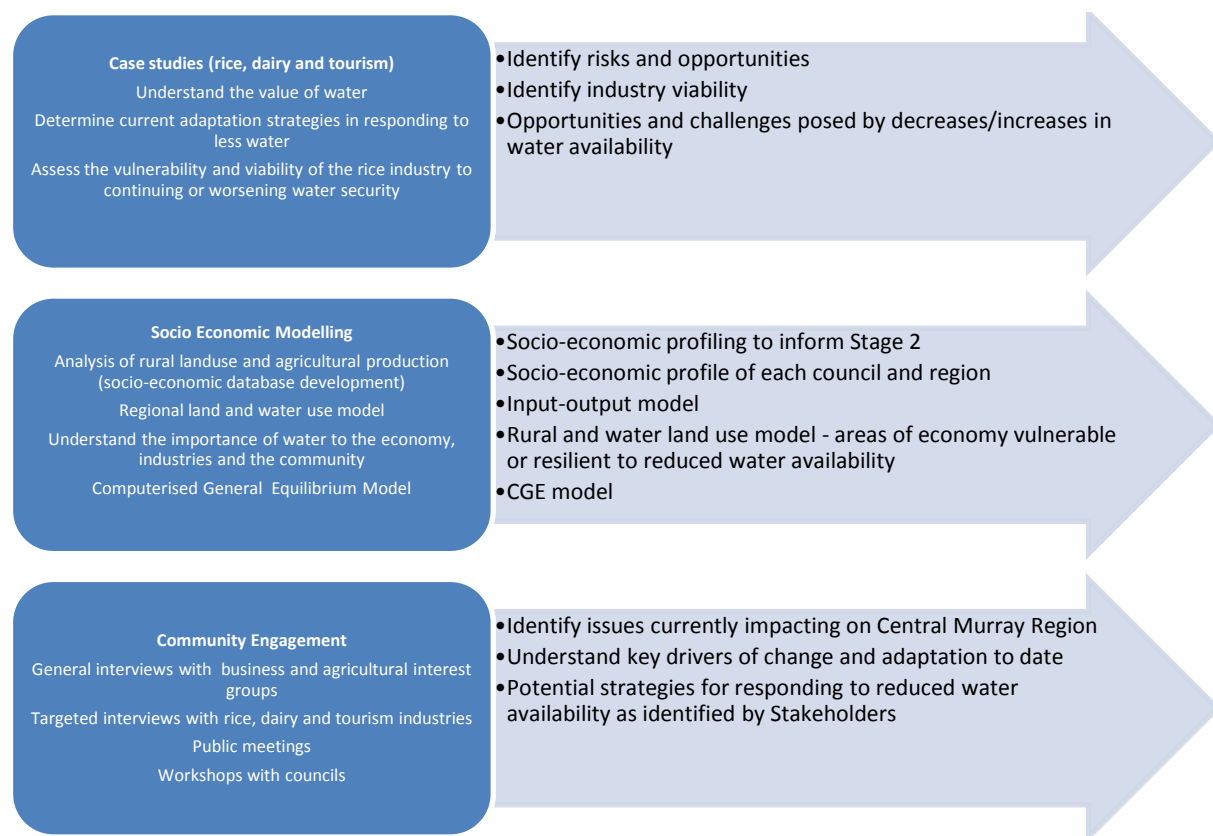 Case studies (rice, dairy and tourism)
Understand the value of water
Determine current adaptation strategies in responding to
less water
Assess the vulnerability and viability of the rice industry to
continuing or worsening water security
•Identify risks and opportunities
•Identify industry viability
•Opportunities and challenges posed by decreases/increases in
water availability
Socio Economic Modelling
Analysis of rural landuse and agricultural production
(socio-economic database development)
Regional land and water use model
Understand the importance of water to the economy,
industries and the community
Computerised General Equilibrium Model
•Socio-economic profiling to inform Stage 2
•Socio-economic profile of each council and region
•Input-output model
•Rural and water land use model - areas of economy vulnerable
or resilient to reduced water availability
•CGE model
Community Engagement
General interviews with business and agricultural interest
groups
Targeted interviews with rice, dairy and tourism industries
Public meetings
Workshops with councils
•Identify issues currently impacting on Central Murray Region
•Understand key drivers of change and adaptation to date
•Potential strategies for responding to reduced water
availability as identified by Stakeholders